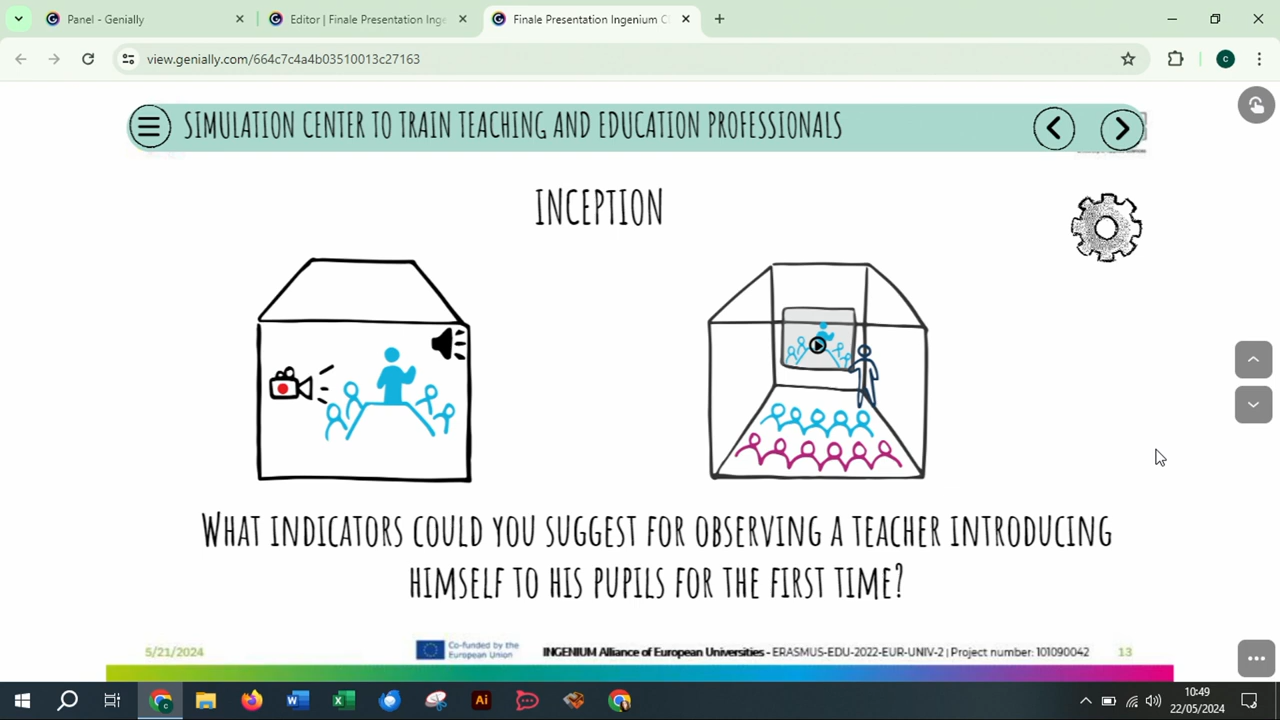 Panel - Genially
Editor | Finale Presentation Inge
Finale Presentation Ingenium C
view.genially.com/664c7c4a4b03510013c27163
C
SIMULATION CENTER TO TRAIN TEACHING AND EDUCATION PROFESSIONALS
INCEPTION
WHAT INDICATORS COULD YOU SUGGEST FOR OBSERVING A TEACHER INTRODUCING
HIMSELF TO HIS PUPILS FOR THE FIRST TIME?
5/21/2024
Co-funded by the
European Union
INGENIUM Alliance of European Universities - ERASMUS-EDU-2022-EUR-UNIV-2 | Project number: 101090042
13
W
X
Ai
10:49
22/05/2024